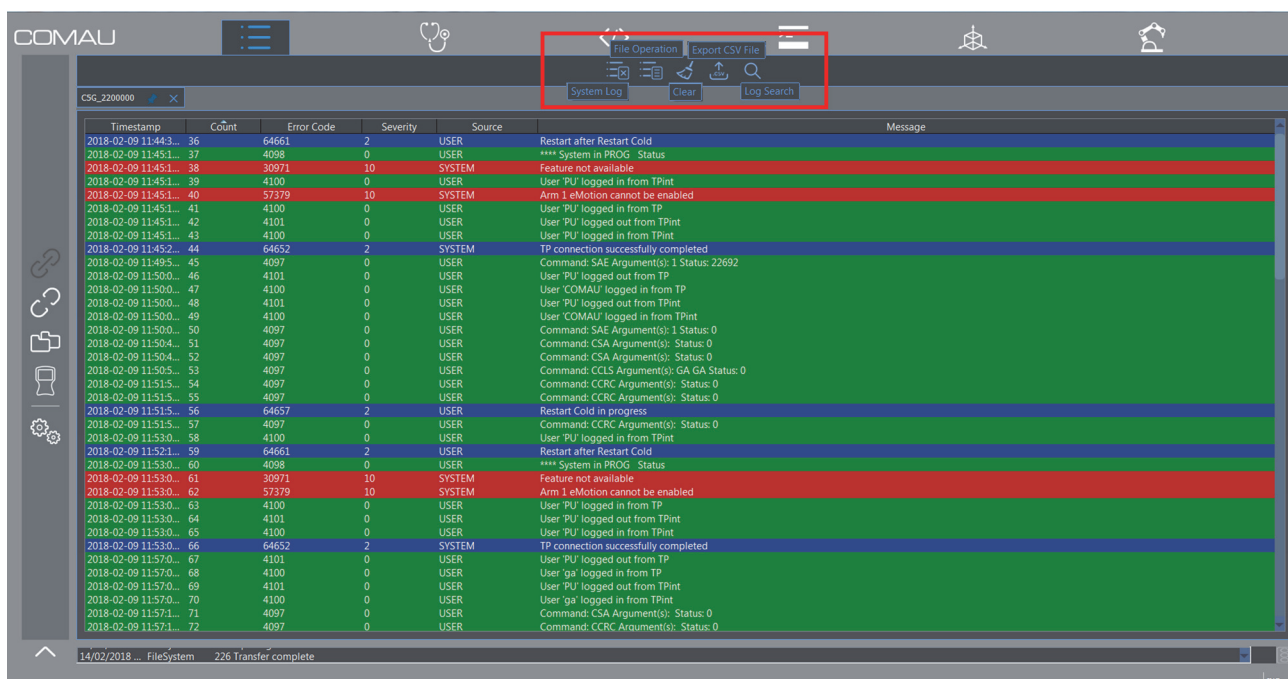 COMAU
File Operation Export CSV File
.csv
System Log Clear Log Search
C5G_2200000
Timestamp Count Error Code Severity Source Message
2018-02-09 11:44:3... 36 64661 2 USER Restart after Restart Cold
2018-02-09 11:45:1... 37 4098 0 USER **** System in PROG Status
2018-02-09 11:45:1... 38 30971 10 SYSTEM Feature not available
2018-02-09 11:45:1... 39 4100 0 USER User 'PU' logged in from TPint
2018-02-09 11:45:1... 40 57379 10 SYSTEM Arm 1 eMotion cannot be enabled
2018-02-09 11:45:1... 41 4100 0 USER User 'PU' logged in from TP
2018-02-09 11:45:1... 42 4101 0 USER User 'PU' logged out from TPint
2018-02-09 11:45:1... 43 4100 0 USER User 'PU' logged in from TPint
2018-02-09 11:45:2... 44 64652 2 SYSTEM TP connection successfully completed
2018-02-09 11:49:5... 45 4097 0 USER Command: SAE Argument(s): 1 Status: 22692
2018-02-09 11:50:0... 46 4101 0 USER User 'PU' logged out from TP
2018-02-09 11:50:0... 47 4100 0 USER User 'COMAU' logged in from TP
2018-02-09 11:50:0... 48 4101 0 USER User 'PU' logged out from TPint
2018-02-09 11:50:0... 49 4100 0 USER User 'COMAU' logged in from TPint
2018-02-09 11:50:0... 50 4097 0 USER Command: SAE Argument(s): 1 Status: 0
2018-02-09 11:50:4... 51 4097 0 USER Command: CSA Argument(s): Status: 0
2018-02-09 11:50:4... 52 4097 0 USER Command: CSA Argument(s): Status: 0
2018-02-09 11:50:5... 53 4097 0 USER Command: CCLS Argument(s): GA GA Status: 0
2018-02-09 11:51:5... 54 4097 0 USER Command: CCRC Argument(s): Status: 0
2018-02-09 11:51:5... 55 4097 0 USER Command: CCRC Argument(s): Status: 0
2018-02-09 11:51:5... 56 64657 2 USER Restart Cold in progress
2018-02-09 11:51:5... 57 4097 0 USER Command: CCRC Argument(s): Status: 0
2018-02-09 11:53:0... 58 4100 0 USER User 'PU' logged in from TPint
2018-02-09 11:52:1... 59 64661 2 USER Restart after Restart Cold
2018-02-09 11:53:0... 60 4098 0 USER **** System in PROG Status
2018-02-09 11:53:0... 61 30971 10 SYSTEM Feature not available
2018-02-09 11:53:0... 62 57379 10 SYSTEM Arm 1 eMotion cannot be enabled
2018-02-09 11:53:0... 63 4100 0 USER User 'PU' logged in from TP
2018-02-09 11:53:0... 64 4101 0 USER User 'PU' logged out from TPint
2018-02-09 11:53:0... 65 4100 0 USER User 'PU' logged in from TPint
2018-02-09 11:53:0... 66 64652 2 SYSTEM TP connection successfully completed
2018-02-09 11:57:0... 67 4101 0 USER User 'PU' logged out from TP
2018-02-09 11:57:0... 68 4100 0 USER User 'ga' logged in from TP
2018-02-09 11:57:0... 69 4101 0 USER User 'PU' logged out from TPint
2018-02-09 11:57:0... 70 4100 0 USER User 'ga' logged in from TPint
2018-02-09 11:57:1... 71 4097 0 USER Command: CSA Argument(s): Status: 0
2018-02-09 11:57:1... 72 4097 0 USER Command: CCRC Argument(s): Status: 0
14/02/2018 ... FileSystem 226 Transfer complete